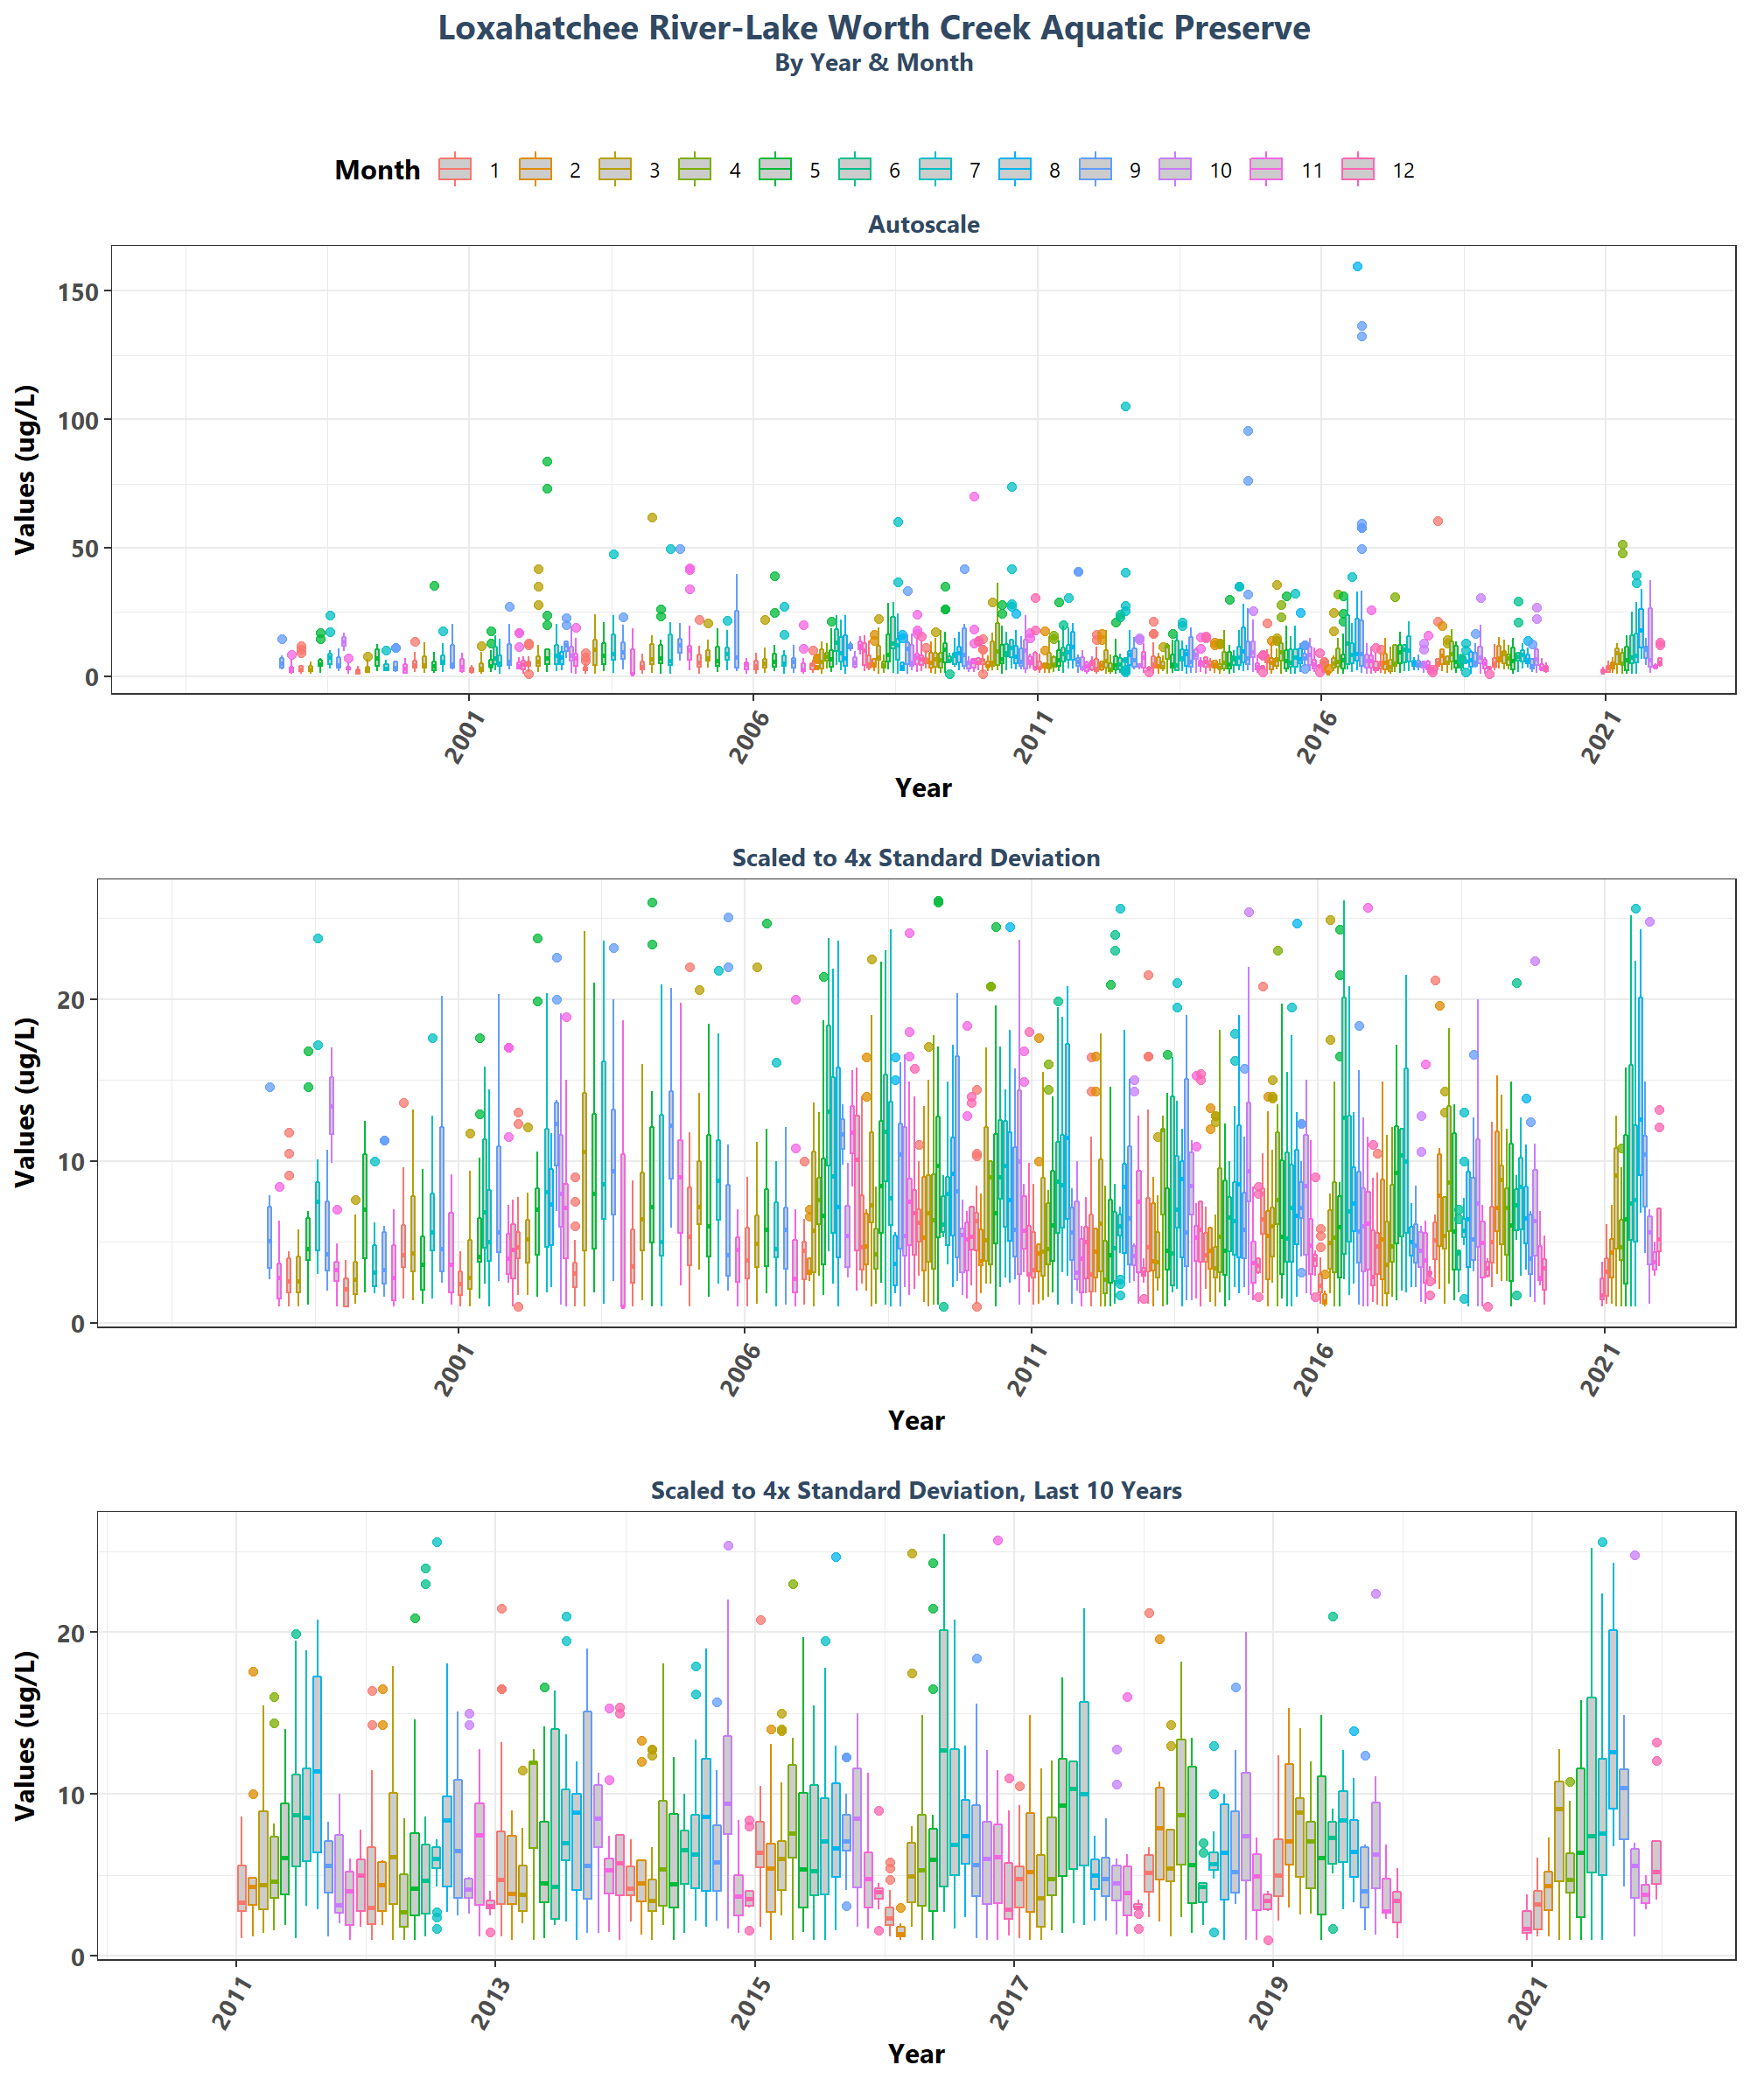 Loxahatchee River-Lake Worth Creek Aquatic Preserve
By Year & Month
Month 1 2 3 4 5 6 7 8 9 10 11 12
Autoscale
Values (ug/L)
150
100
50
0
2001 2006 2011 2016 2021
Year
Scaled to 4x Standard Deviation
Values (ug/L)
20
10
0
2001 2006 2011 2016 2021
Year
Scaled to 4x Standard Deviation, Last 10 Years
Values (ug/L)
20
10
0
2011 2013 2015 2017 2019 2021
Year